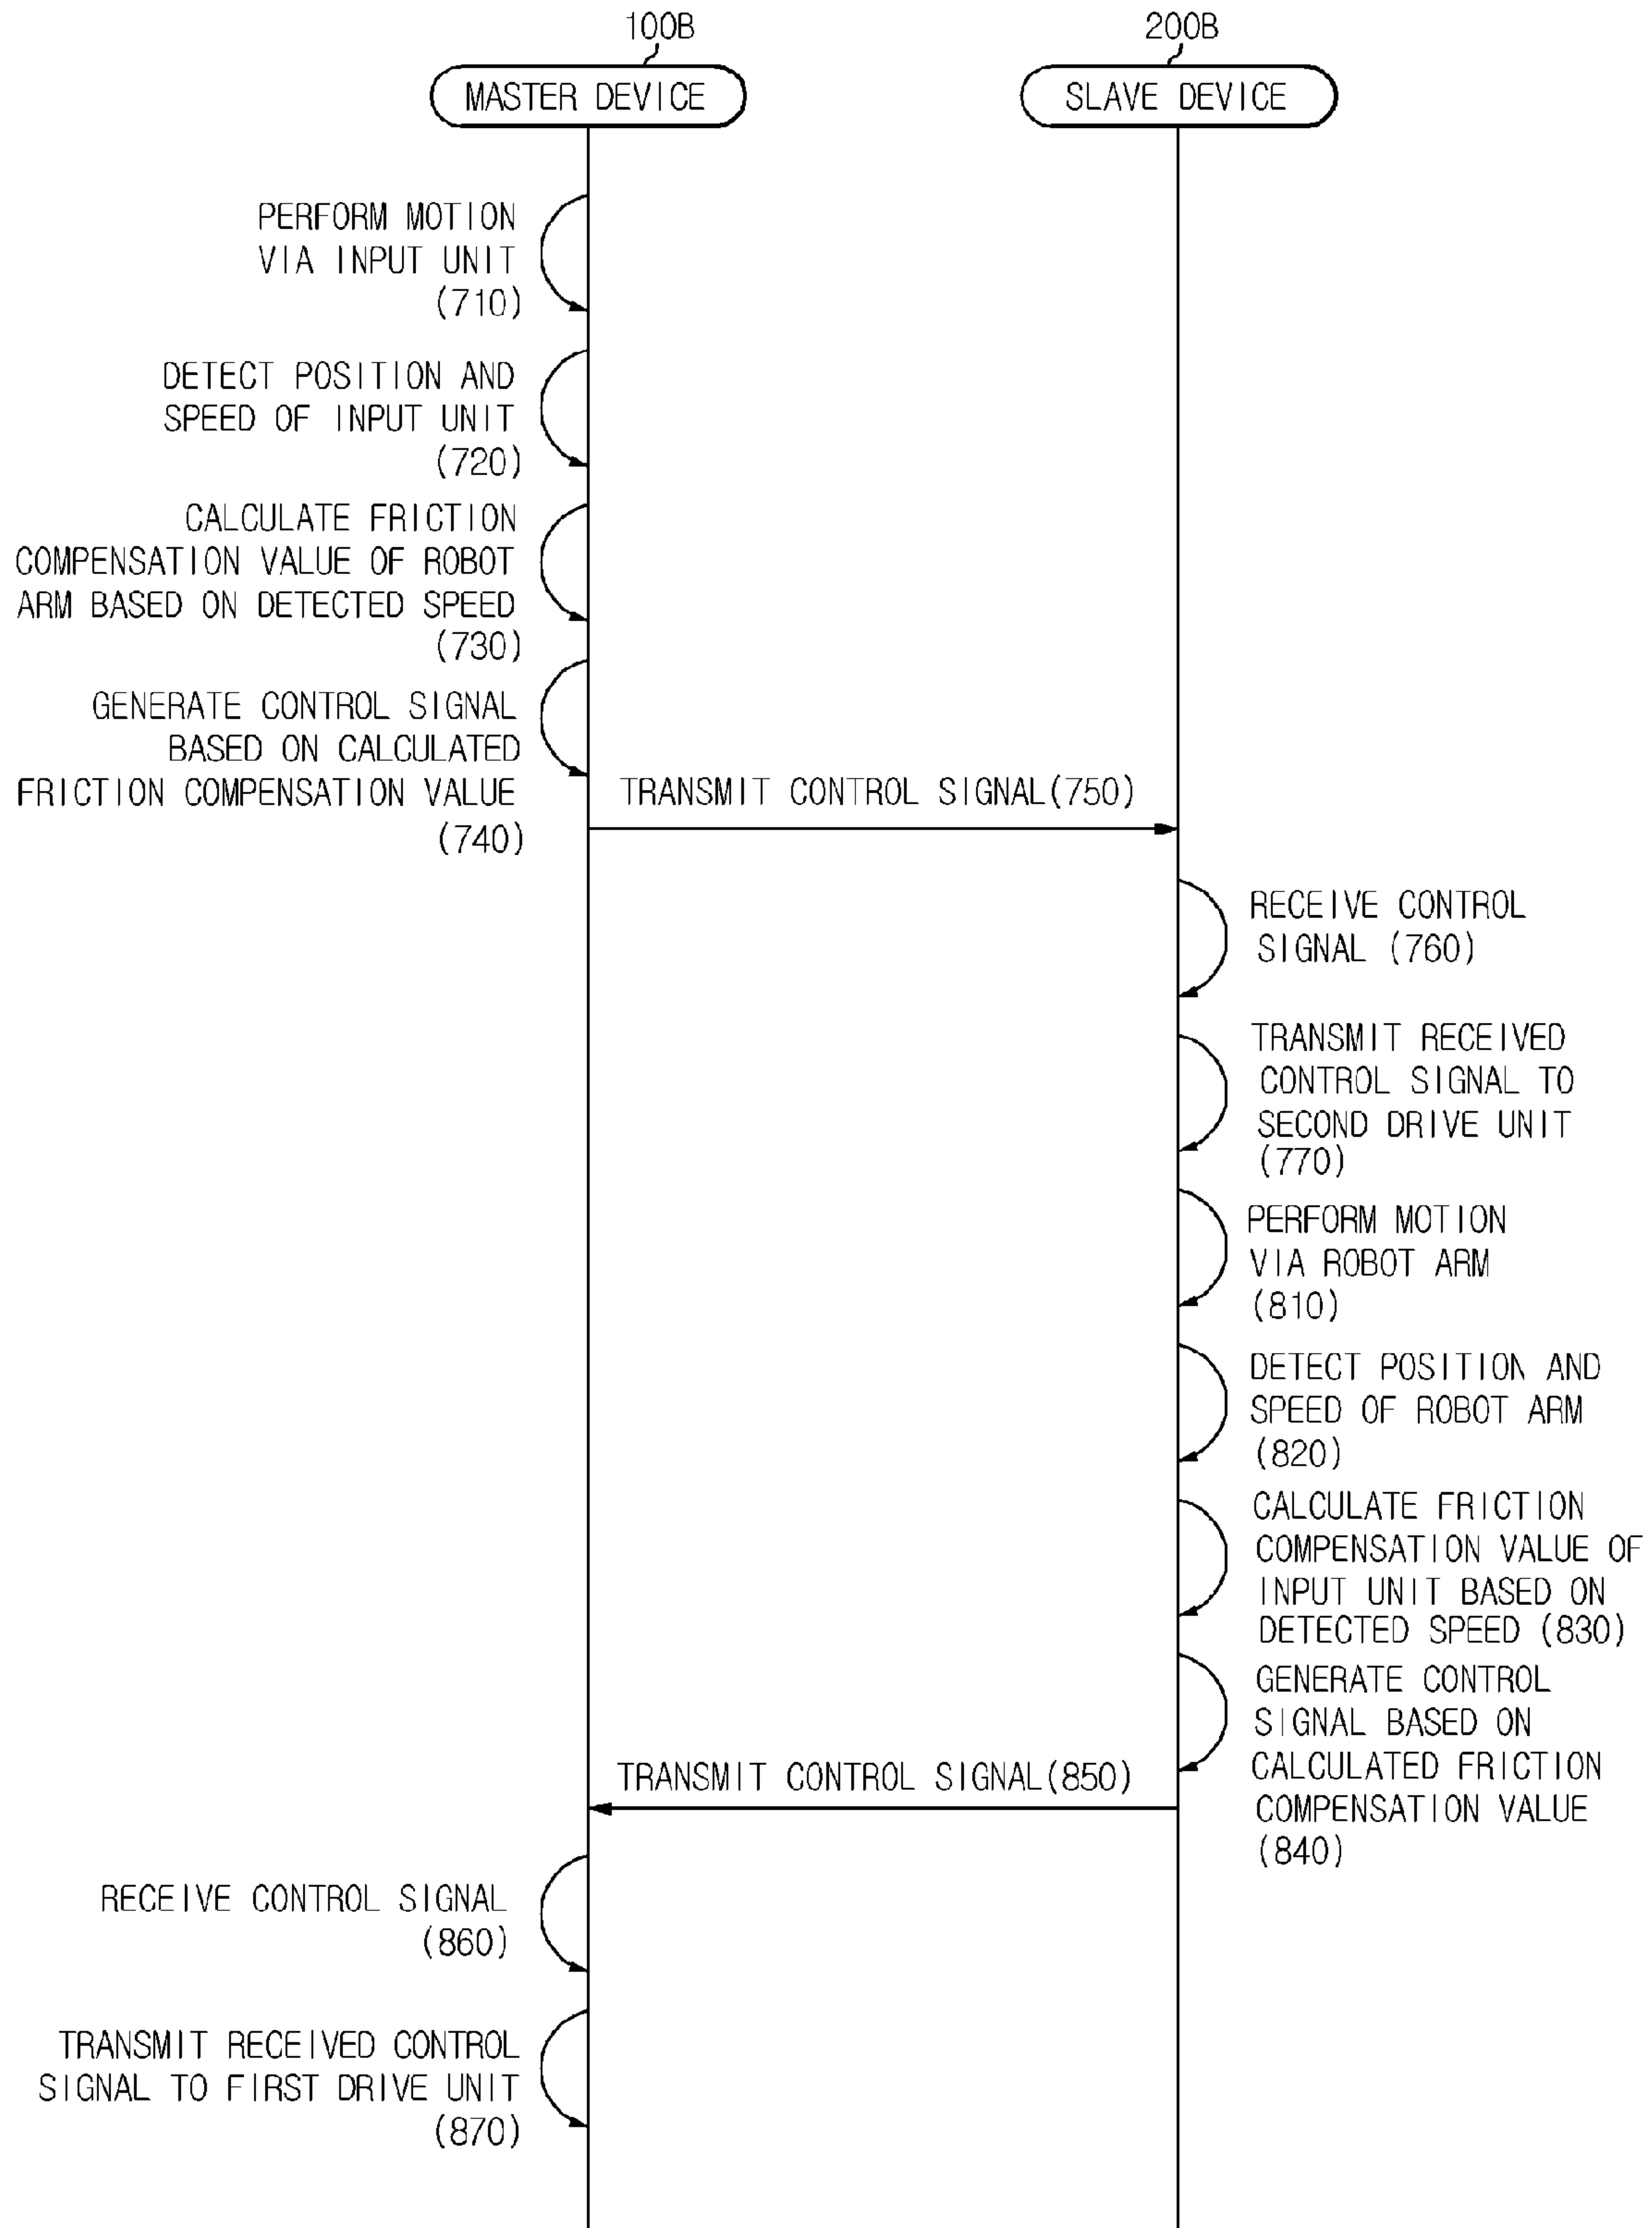 100B
200B
MASTER DEVICE
SLAVE DEVICE
PERFORM MOTION
VIA INPUT UNIT
(710)
DETECT POSITION AND
SPEED OF INPUT UNIT
(720)
CALCULATE FRICTION
COMPENSATION VALUE OF ROBOT
ARM BASED ON DETECTED SPEED
(730)
GENERATE CONTROL SIGNAL
BASED ON CALCULATED
FRICTION COMPENSATION VALUE
(740)
TRANSMIT CONTROL SIGNAL(750)
RECEIVE CONTROL
SIGNAL (760)
TRANSMIT RECEIVED
CONTROL SIGNAL TO
SECOND DRIVE UNIT
(770)
PERFORM MOTION
VIA ROBOT ARM
(810)
DETECT POSITION AND
SPEED OF ROBOT ARM
(820)
CALCULATE FRICTION
COMPENSATION VALUE OF
INPUT UNIT BASED ON
DETECTED SPEED (830)
GENERATE CONTROL
SIGNAL BASED ON
CALCULATED FRICTION
COMPENSATION VALUE
(840)
TRANSMIT CONTROL SIGNAL(850)
RECEIVE CONTROL SIGNAL
(860)
TRANSMIT RECEIVED CONTROL
SIGNAL TO FIRST DRIVE UNIT
(870)